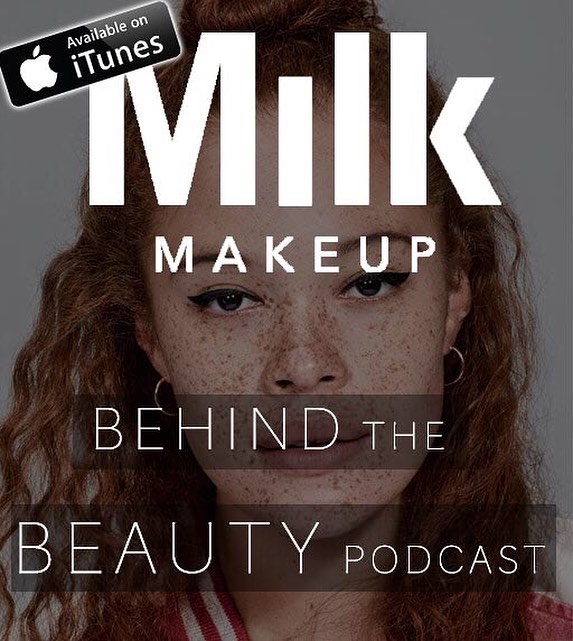 Available on
iTunes
Milk
MAKEUP
BEHIND THE
BEAUTY PODCAST